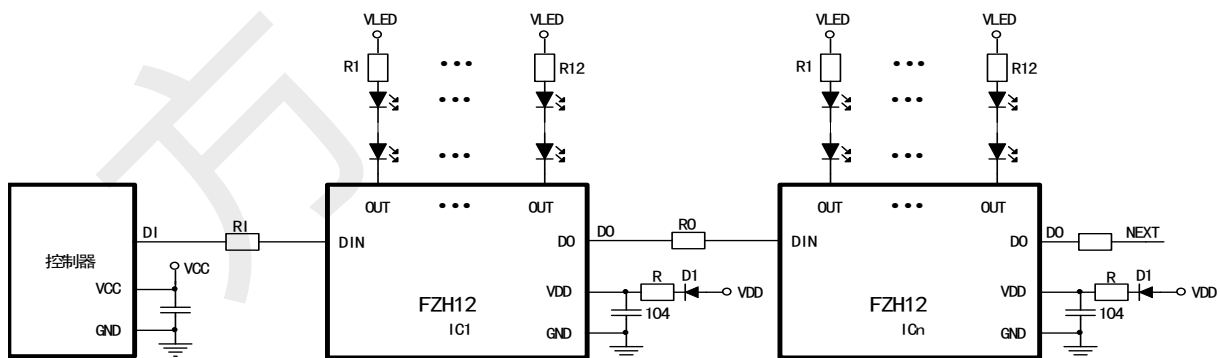 VLED VLED VLED VLED
R1 ••• R12 R1 ••• R12
••• •••
••• •••
OUT ••• OUT OUT ••• OUT
DI RI DIN DO DO RO DIN DO DO NEXT
控制器 VCC
VCC VDD R D1 VDD VDD R D1 VDD
FZH12 104 FZH12 104
GND IC1 GND ICn GND
方